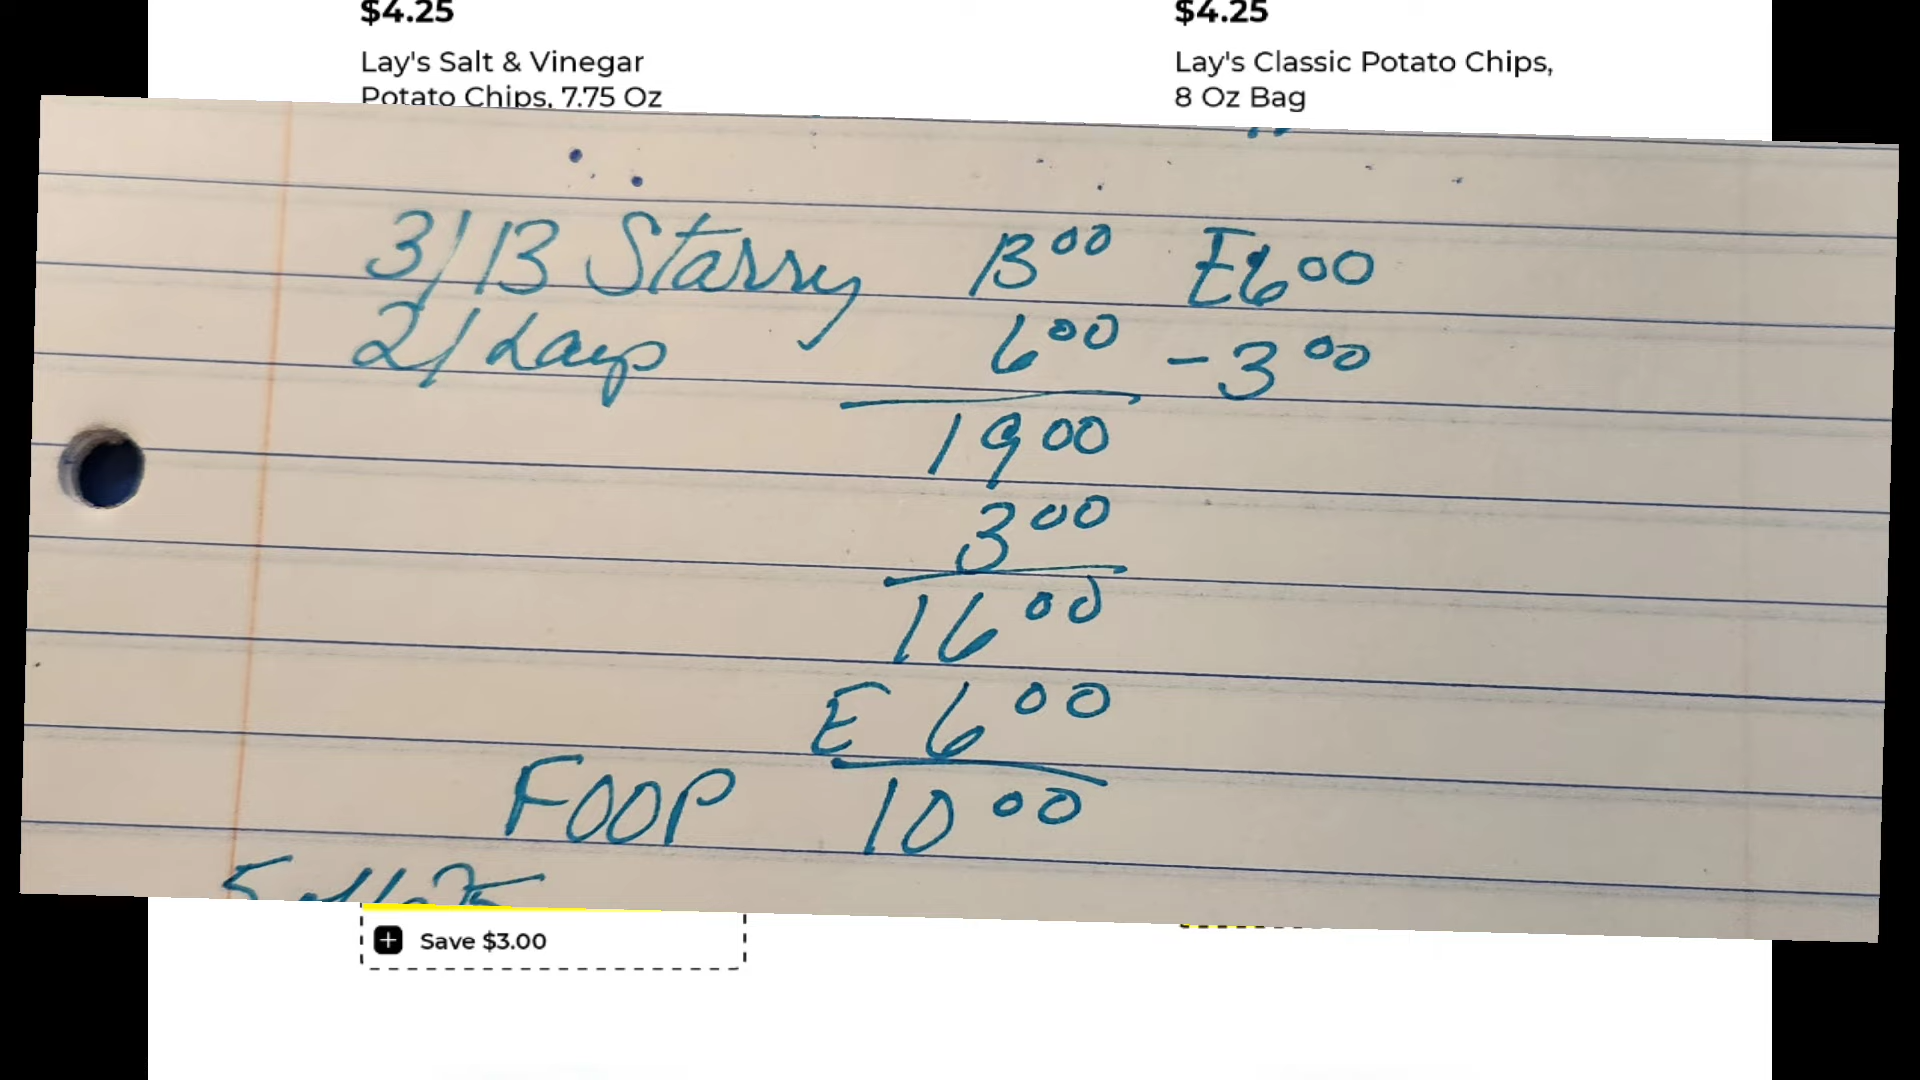 $4.25 $4.25
Lay's Salt & Vinegar Lay's Classic Potato Chips,
Potato Chips, 7.75 Oz 8 Oz Bag
3/13 Starry 13 00 E6 00
2/Lays 6 00 - 3 00
19 00
3 00
16 00
E 6 00
FOOP 10 00
Save $3.00